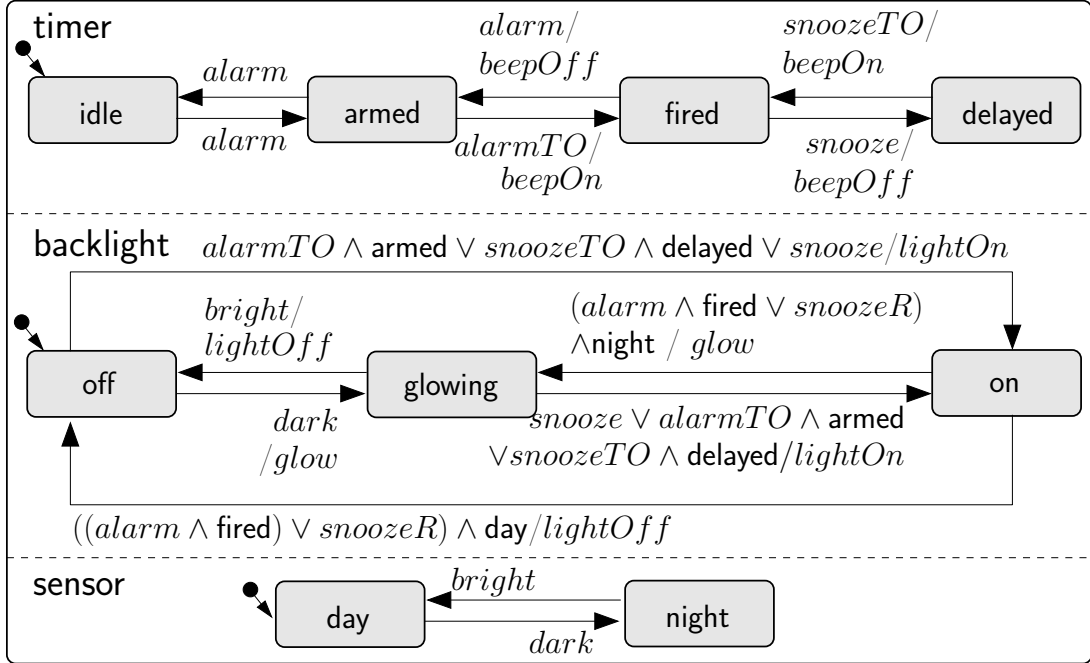 timer
alarm
alarm/
beepOff
snoozeTO/
beepOn
idle
armed
fired
delayed
alarm
alarmTO/
beepOn
snooze/
beepOff
backlight
alarmTO ∧ armed ∨ snoozeTO ∧ delayed ∨ snooze/lightOn
bright/
lightOff
(alarm ∧ fired ∨ snoozeR)
∧night / glow
off
glowing
on
dark
/glow
snooze ∨ alarmTO ∧ armed
∨snoozeTO ∧ delayed/lightOn
((alarm ∧ fired) ∨ snoozeR) ∧ day/lightOff
sensor
bright
day
night
dark